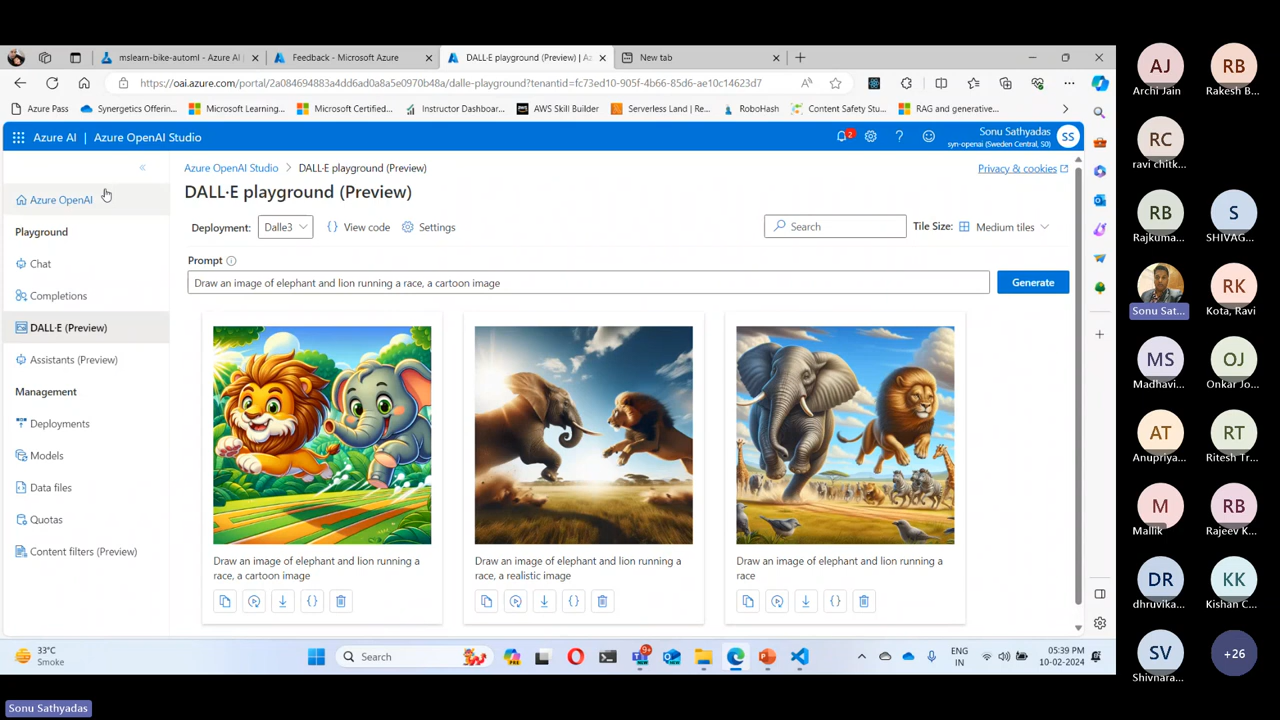 mslearn-bike-automl - Azure AI |
Feedback - Microsoft Azure
DALL-E playground (Preview) | Az
New tab
https://oai.azure.com/portal/2a084694883a4dd6ad0a8a5e0970b48a/dalle-playground?tenantid=fc73ed10-905f-4b66-85d6-ae10c14623d7
Azure Pass
Synergetics Offerin...
Microsoft Learning...
Microsoft Certified...
Instructor Dashboar...
AWS Skill Builder
Serverless Land | Re...
RoboHash
Content Safety Stu...
RAG and generative...
Azure AI | Azure OpenAI Studio
2
Sonu Sathyadas
syn-openai (Sweden Central, S0)
SS
Azure OpenAI
Playground
Chat
Completions
DALL·E (Preview)
Assistants (Preview)
Management
Deployments
Models
Data files
Quotas
Content filters (Preview)
Azure OpenAI Studio > DALL·E playground (Preview)
Privacy & cookies
DALL·E playground (Preview)
Deployment: Dalle3
View code
Settings
Search
Tile Size: Medium tiles
Prompt
Draw an image of elephant and lion running a race, a cartoon image
Generate
Draw an image of elephant and lion running a
race, a cartoon image
Draw an image of elephant and lion running a
race, a realistic image
Draw an image of elephant and lion running a
race
33°C
Smoke
Search
9+
ENG
IN
05:39 PM
10-02-2024
AJ
Archi Jain
RB
Rakesh B...
RC
ravi chitk...
RB
Rajkuma...
S
SHIVAG...
Sonu Sat...
RK
Kota, Ravi
MS
Madhavi...
OJ
Onkar Jo...
AT
Anupriya...
RT
Ritesh Tr...
M
Mallik
RB
Rajeev K...
DR
dhruvika...
KK
Kishan C...
SV
Shivnara...
+26
Sonu Sathyadas